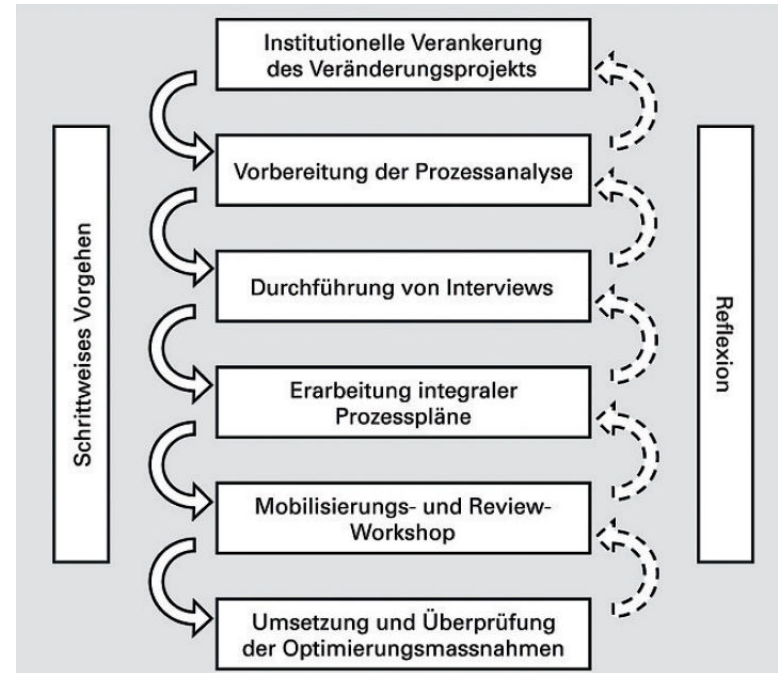 Institutionelle Verankerung
des Veränderungsprojekts
Vorbereitung der Prozessanalyse
Durchführung von Interviews
Erarbeitung integraler
Prozesspläne
Mobilisierungs- und Review-
Workshop
Umsetzung und Überprüfung
der Optimierungsmassnahmen
Schrittweises Vorgehen
Reflexion